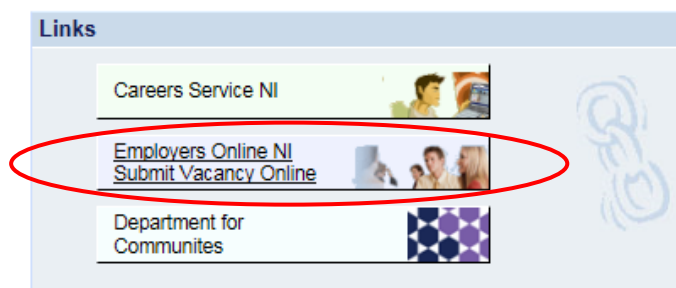 Links
Careers Service NI
Employers Online NI
Submit Vacancy Online
Department for
Communites